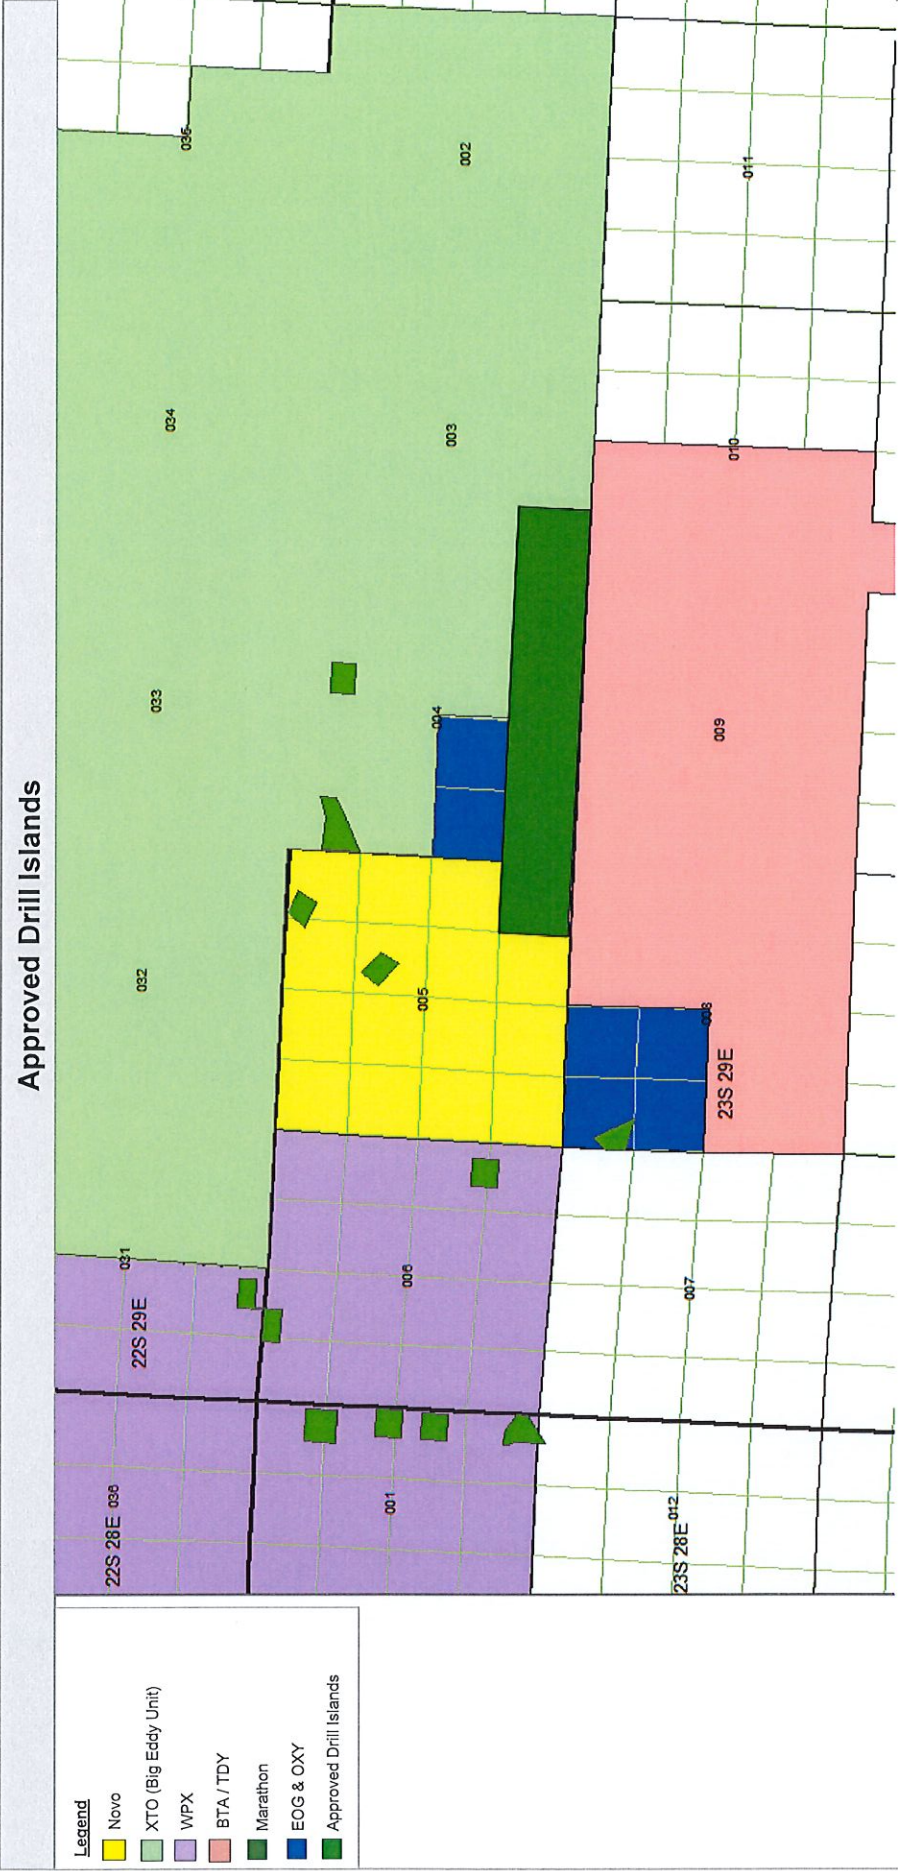 Approved Drill Islands
Legend
Novo
XTO (Big Eddy Unit)
WPX
BTA / TDY
Marathon
EOG & OXY
Approved Drill Islands
22S 28E
036
22S 29E
031
032
033
034
035
001
006
005
004
003
002
23S 28E
012
007
23S 29E
008
009
010
011